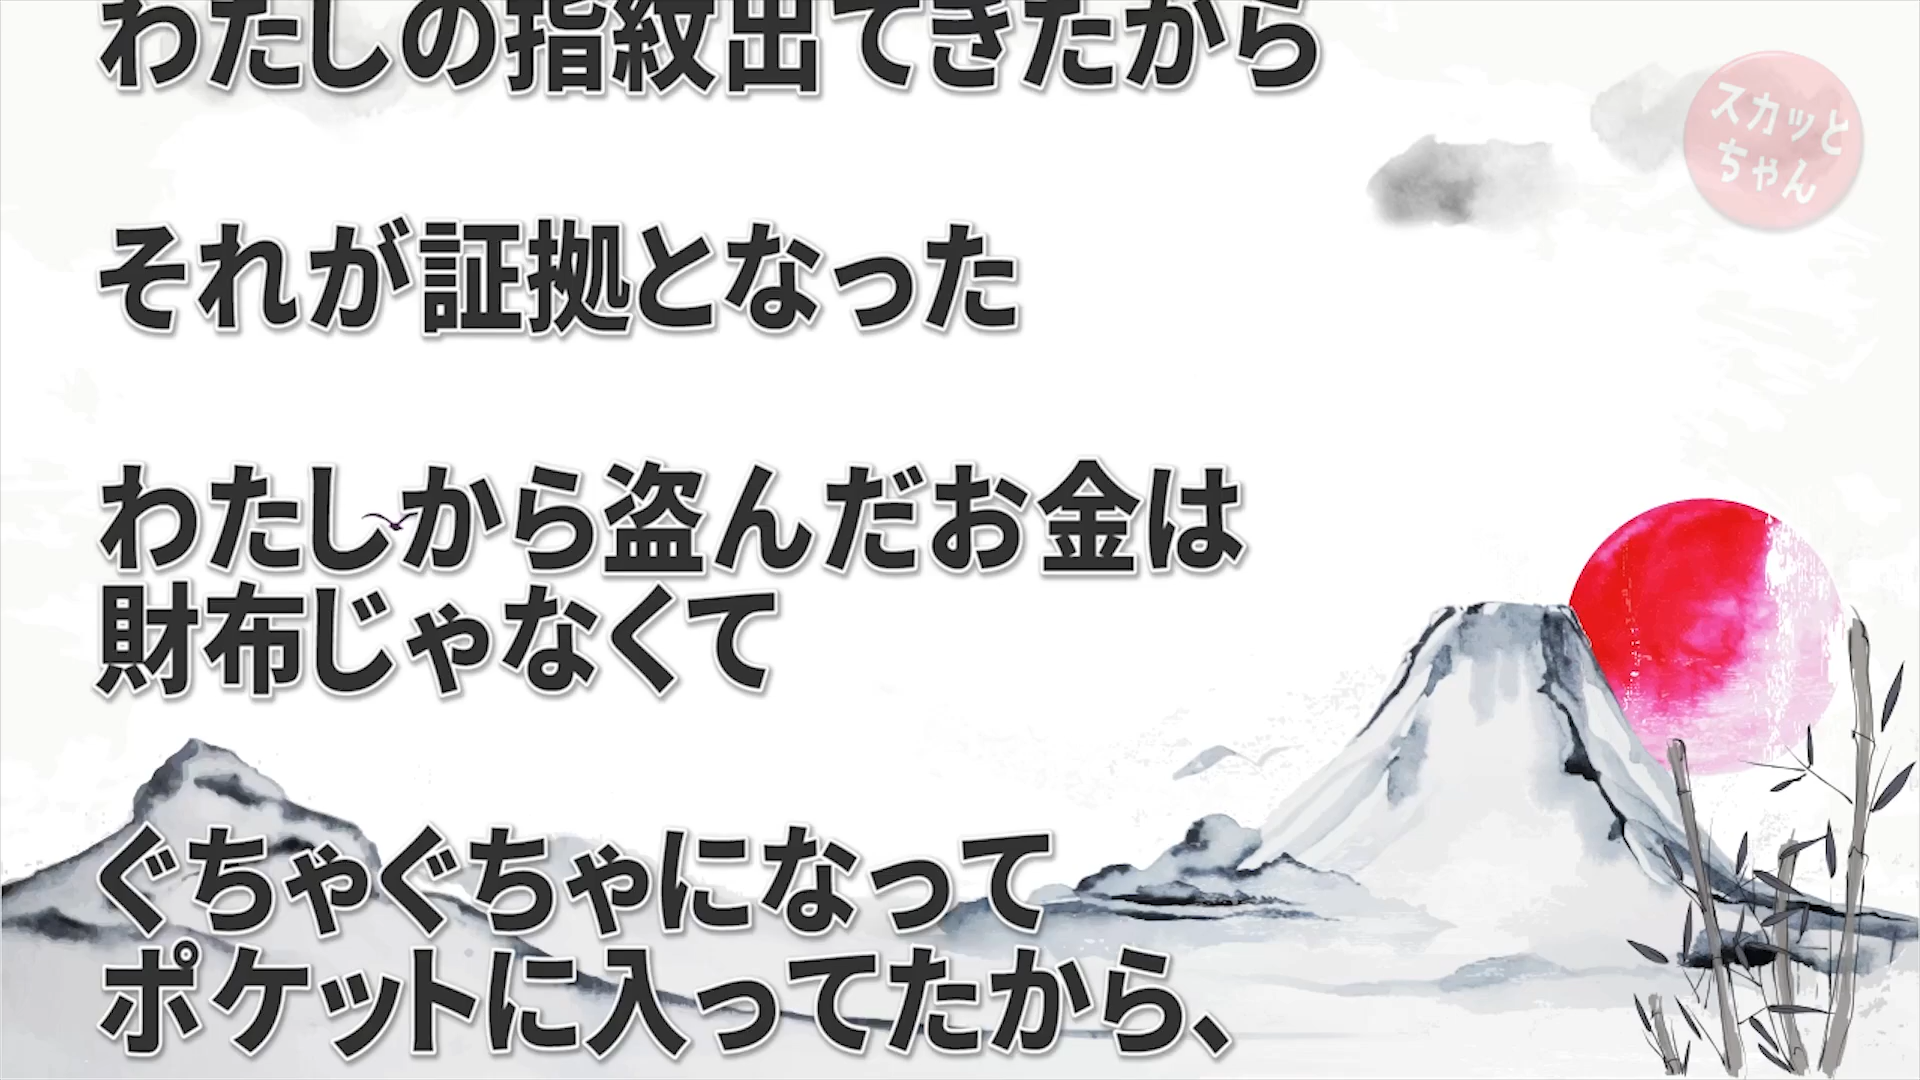 わたしの指紋出てきたから
スカッと
ちゃん
それが証拠となった
わたしから盗んだお金は
財布じゃなくて
ぐちゃぐちゃになって
ポケットに入ってたから、